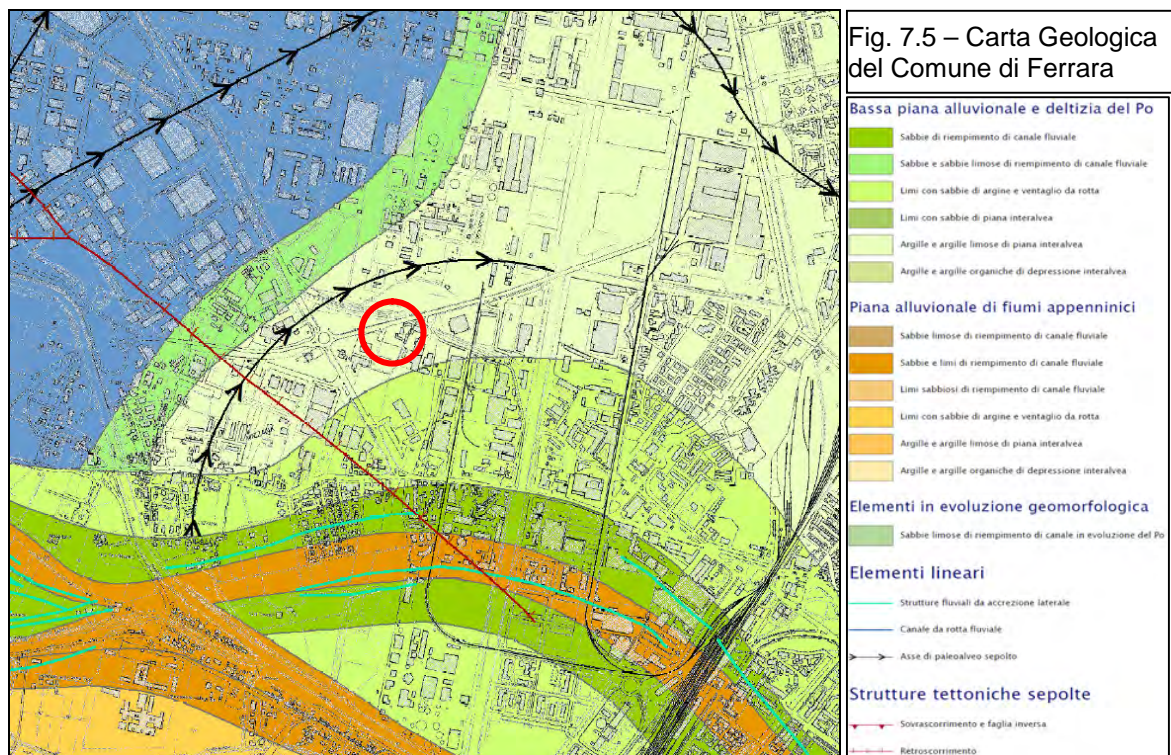 Fig. 7.5 – Carta Geologica
del Comune di Ferrara
Bassa piana alluvionale e deltizia del Po
Sabbie di riempimento di canale fluviale
Sabbie e sabbie limose di riempimento di canale fluviale
Limi con sabbie di argine e ventaglio da rotta
Limi con sabbie di piana interalvea
Argille e argille limose di piana interalvea
Argille e argille organiche di depressione interalvea
Piana alluvionale di fiumi appenninici
Sabbie limose di riempimento di canale fluviale
Sabbie e limi di riempimento di canale fluviale
Limi sabbiosi di riempimento di canale fluviale
Limi con sabbie di argine e ventaglio da rotta
Argille e argille limose di piana interalvea
Argille e argille organiche di depressione interalvea
Elementi in evoluzione geomorfologica
Sabbie limose di riempimento di canale in evoluzione del Po
Elementi lineari
Strutture fluviali da accrezione laterale
Canale da rotta fluviale
Asse di paleoalveo sepolto
Strutture tettoniche sepolte
Sovrascorrimento e faglia inversa
Retroscorrimento